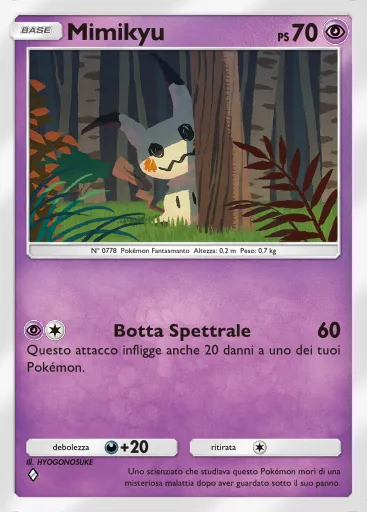 BASE Mimikyu PS 70
N° 0778 Pokémon Fantasmanto Altezza: 0,2 m Peso: 0,7 kg
Botta Spettrale 60
Questo attacco infligge anche 20 danni a uno dei tuoi
Pokémon.
debolezza +20 ritirata
Ill. HYOGONOSUKE
Uno scienziato che studiava questo Pokémon morì di una
misteriosa malattia dopo aver guardato sotto il suo panno.